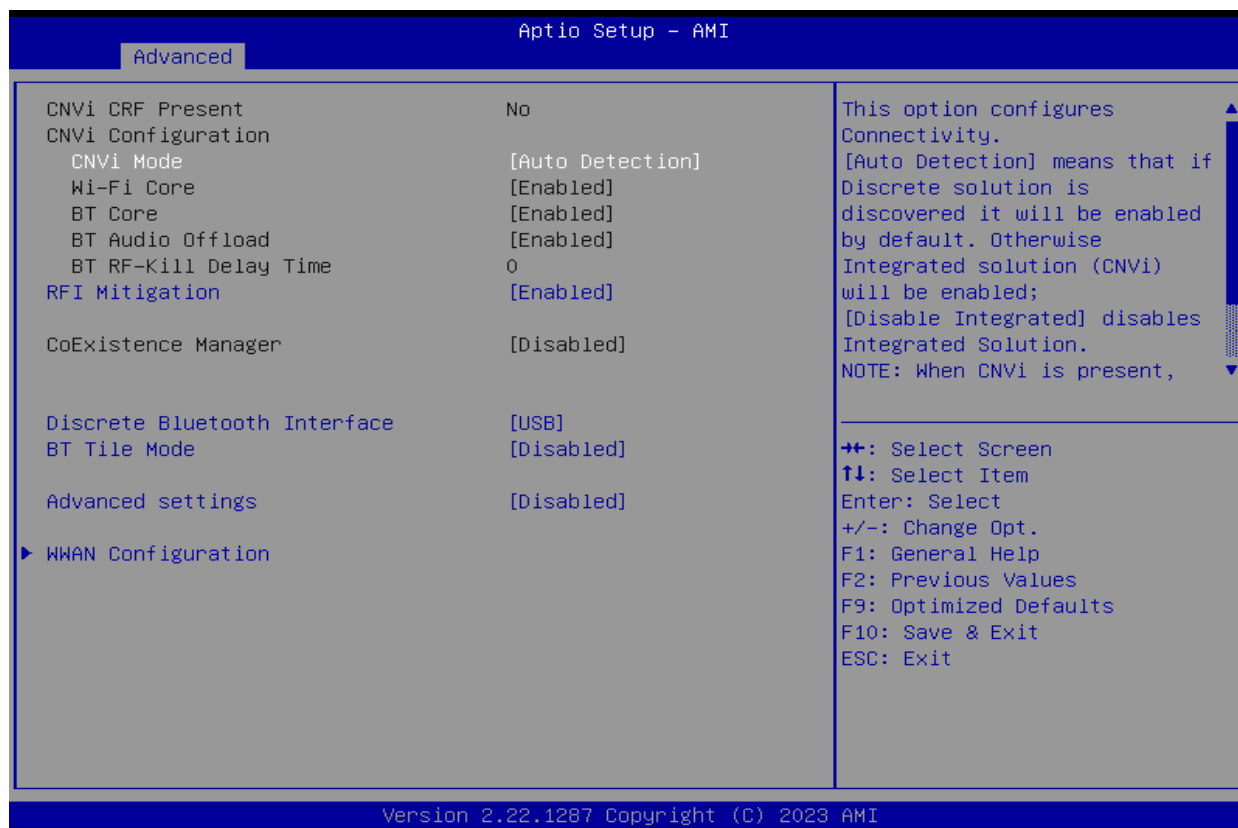 Aptio Setup – AMI
Advanced
CNVi CRF Present No
CNVi Configuration
CNVi Mode [Auto Detection]
Wi-Fi Core [Enabled]
BT Core [Enabled]
BT Audio Offload [Enabled]
BT RF-Kill Delay Time 0
RFI Mitigation [Enabled]
CoExistence Manager [Disabled]
Discrete Bluetooth Interface [USB]
BT Tile Mode [Disabled]
Advanced settings [Disabled]
WWAN Configuration
This option configures
Connectivity.
[Auto Detection] means that if
Discrete solution is
discovered it will be enabled
by default. Otherwise
Integrated solution (CNVi)
will be enabled;
[Disable Integrated] disables
Integrated Solution.
NOTE: When CNVi is present,
→←: Select Screen
↑↓: Select Item
Enter: Select
+/-: Change Opt.
F1: General Help
F2: Previous Values
F9: Optimized Defaults
F10: Save & Exit
ESC: Exit
Version 2.22.1287 Copyright (C) 2023 AMI